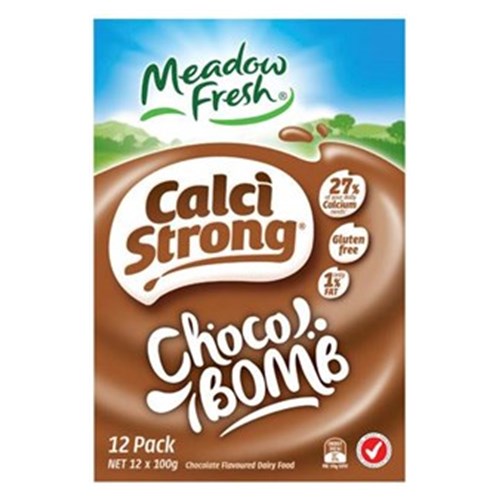 Meadow
Fresh®
Calci
Strong®
27%
of your daily
Calcium
needs*
Gluten
free
only
1%
FAT
Choco
BOMB
12 Pack
NET 12 x 100g
Chocolate Flavoured Dairy Food